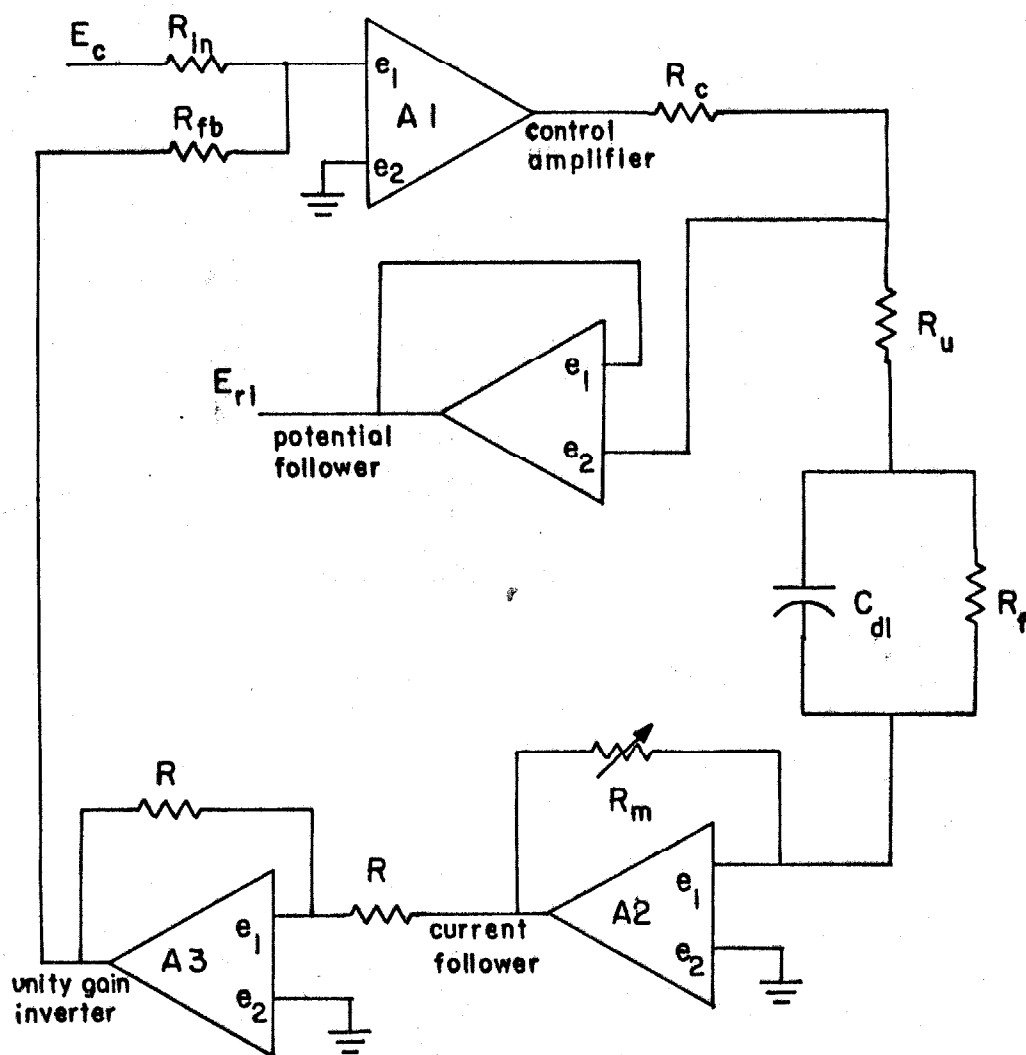 E_c
R_in
R_fb
e_1
A1
e_2
control
amplifier
R_c
R_u
E_r1
e_1
e_2
potential
follower
C_dl
R_f
R_m
R
R
e_1
A2
e_2
current
follower
e_1
A3
e_2
unity gain
inverter